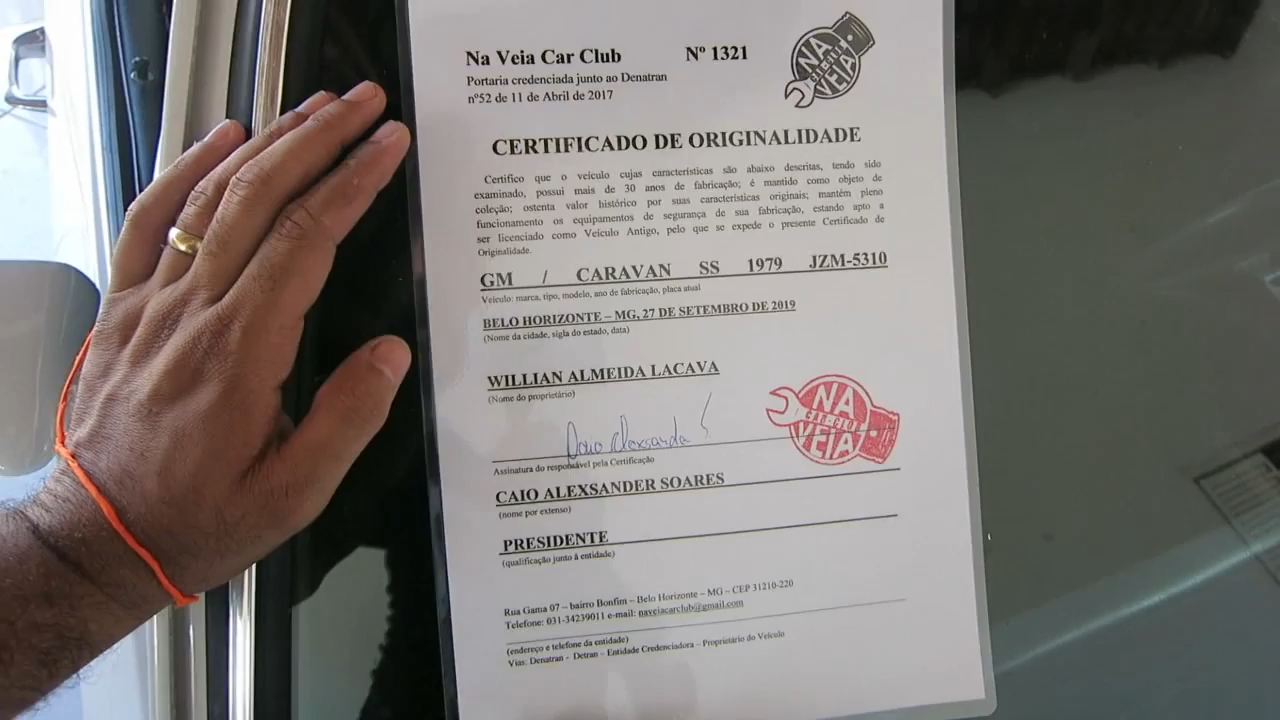 Na Veia Car Club Nº 1321
Portaria credenciada junto ao Denatran
nº52 de 11 de Abril de 2017
NA
CAR CLUB
VEIA
CERTIFICADO DE ORIGINALIDADE
Certifico que o veículo cujas características são abaixo descritas, tendo sido
examinado, possui mais de 30 anos de fabricação; é mantido como objeto de
coleção; ostenta valor histórico por suas características originais; mantém pleno
funcionamento os equipamentos de segurança de sua fabricação, estando apto a
ser licenciado como Veículo Antigo, pelo que se expede o presente Certificado de
Originalidade.
GM / CARAVAN SS 1979 JZM-5310
Veículo: marca, tipo, modelo, ano de fabricação, placa atual
BELO HORIZONTE – MG, 27 DE SETEMBRO DE 2019
(Nome da cidade, sigla do estado, data)
WILLIAN ALMEIDA LACAVA
(Nome do proprietário)
NA
CAR-CLUB
VEIA
Assinatura do responsável pela Certificação
CAIO ALEXSANDER SOARES
(nome por extenso)
PRESIDENTE
(qualificação junto à entidade)
Rua Gama 07 – bairro Bonfim – Belo Horizonte – MG – CEP 31210-220
Telefone: 031-34239011 e-mail: naveiacarclub@gmail.com
(endereço e telefone da entidade)
Vias: Denatran - Detran – Entidade Credenciadora – Proprietário do Veículo